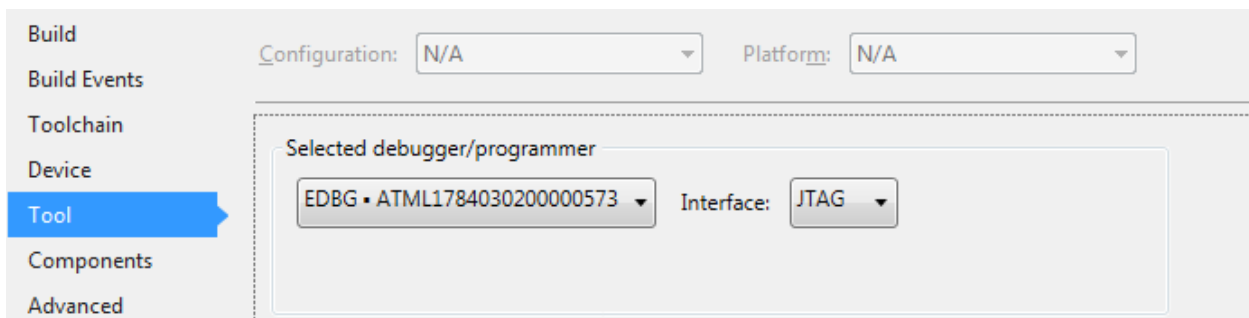 Build
Build Events
Toolchain
Device
Tool
Components
Advanced
Configuration: N/A Platform: N/A
Selected debugger/programmer
EDBG ▪ ATML1784030200000573 Interface: JTAG